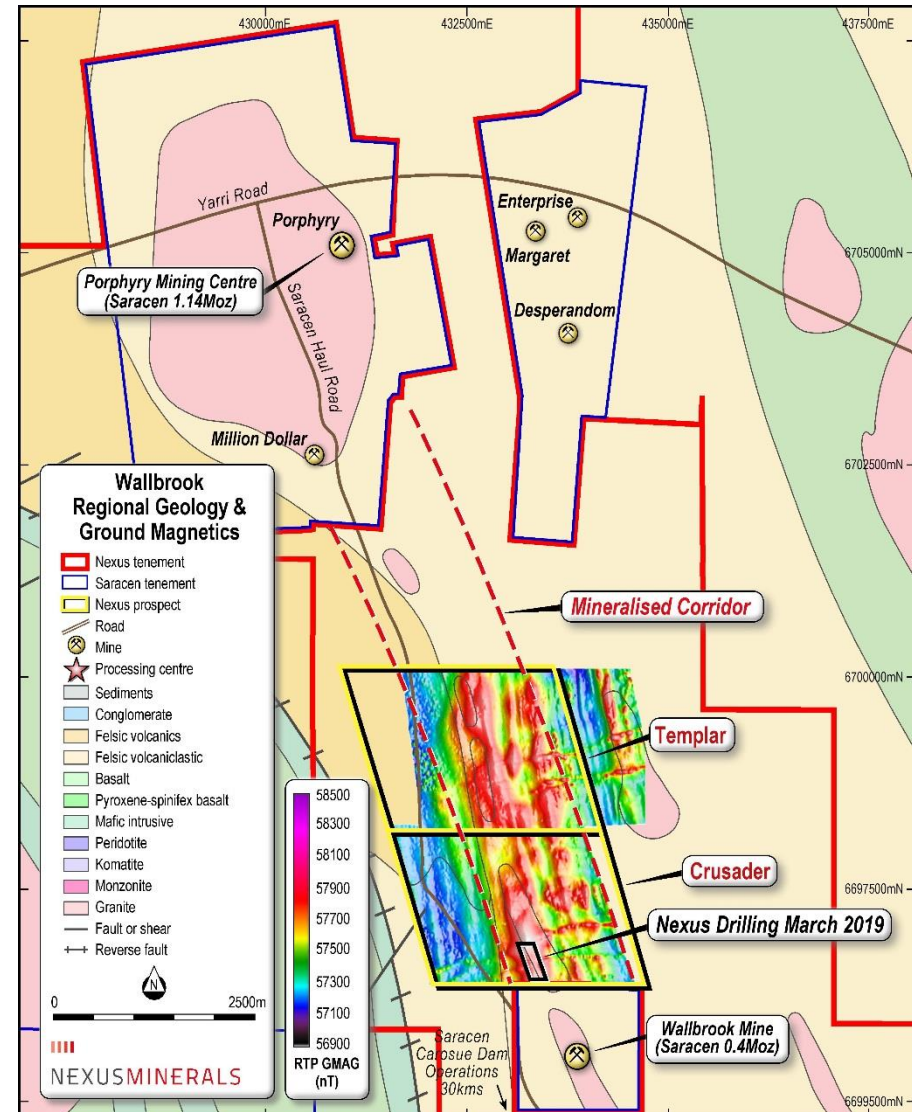 430000mE
432500mE
435000mE
437500mE
Yarri Road
Porphyry
Enterprise
Margaret
6705000mN
Porphyry Mining Centre
(Saracen 1.14Moz)
Saracen Haul Road
Desperandom
Million Dollar
6702500mN
Wallbrook
Regional Geology &
Ground Magnetics
Nexus tenement
Saracen tenement
Nexus prospect
Road
Mine
Processing centre
Sediments
Conglomerate
Felsic volcanics
Felsic volcaniclastic
Basalt
Pyroxene-spinifex basalt
Mafic intrusive
Peridotite
Komatite
Monzonite
Granite
Fault or shear
Reverse fault
N
0
2500m
NEXUSMINERALS
58500
58300
58100
57900
57700
57500
57300
57100
56900
RTP GMAG
(nT)
Mineralised Corridor
6700000mN
Templar
Crusader
6697500mN
Nexus Drilling March 2019
Wallbrook Mine
(Saracen 0.4Moz)
Saracen
Carosue Dam
Operations
30kms
6699500mN